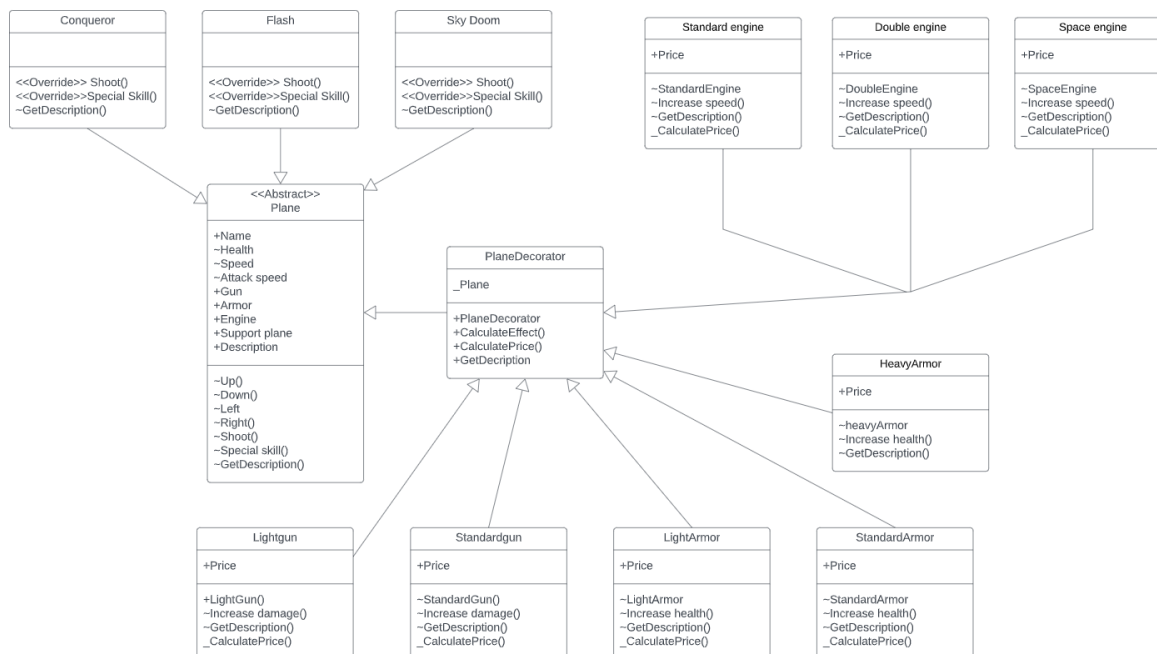 Conqueror
<<Override>> Shoot()
<<Override>>Special Skill()
~GetDescription()
Flash
<<Override>> Shoot()
<<Override>>Special Skill()
~GetDescription()
Sky Doom
<<Override>> Shoot()
<<Override>>Special Skill()
~GetDescription()
Standard engine
+Price
~StandardEngine
~Increase speed()
~GetDescription()
_CalculatePrice()
Double engine
+Price
~DoubleEngine
~Increase speed()
~GetDescription()
_CalculatePrice()
Space engine
+Price
~SpaceEngine
~Increase speed()
~GetDescription()
_CalculatePrice()
<<Abstract>>
Plane
+Name
~Health
~Speed
~Attack speed
+Gun
+Armor
+Engine
+Support plane
+Description
~Up()
~Down()
~Left
~Right()
~Shoot()
~Special skill()
~GetDescription()
PlaneDecorator
_Plane
+PlaneDecorator
+CalculateEffect()
+CalculatePrice()
+GetDecription
HeavyArmor
+Price
~heavyArmor
~Increase health()
~GetDescription()
Lightgun
+Price
+LightGun()
~Increase damage()
~GetDescription()
_CalculatePrice()
Standardgun
+Price
~StandardGun()
~Increase damage()
~GetDescription()
_CalculatePrice()
LightArmor
+Price
~LightArmor
~Increase health()
~GetDescription()
_CalculatePrice()
StandardArmor
+Price
~StandardArmor
~Increase health()
~GetDescription()
_CalculatePrice()